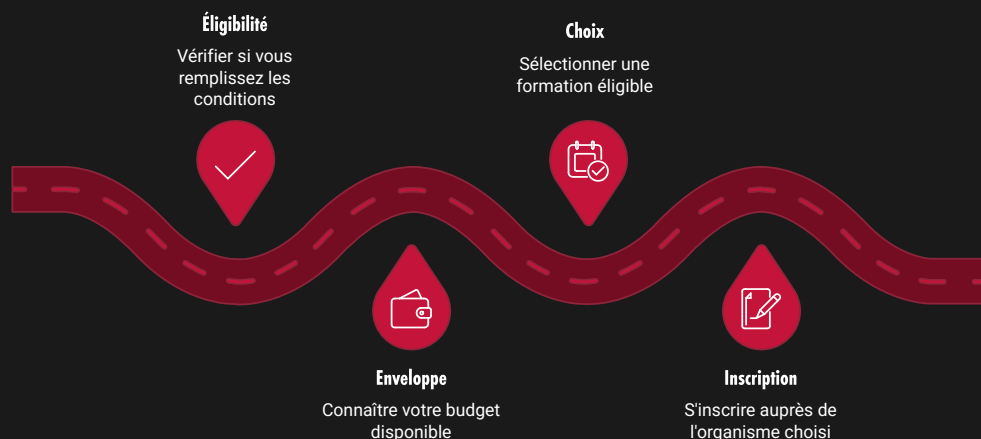 Éligibilité
Vérifier si vous
remplissez les
conditions
Enveloppe
Connaître votre budget
disponible
Choix
Sélectionner une
formation éligible
Inscription
S'inscrire auprès de
l'organisme choisi